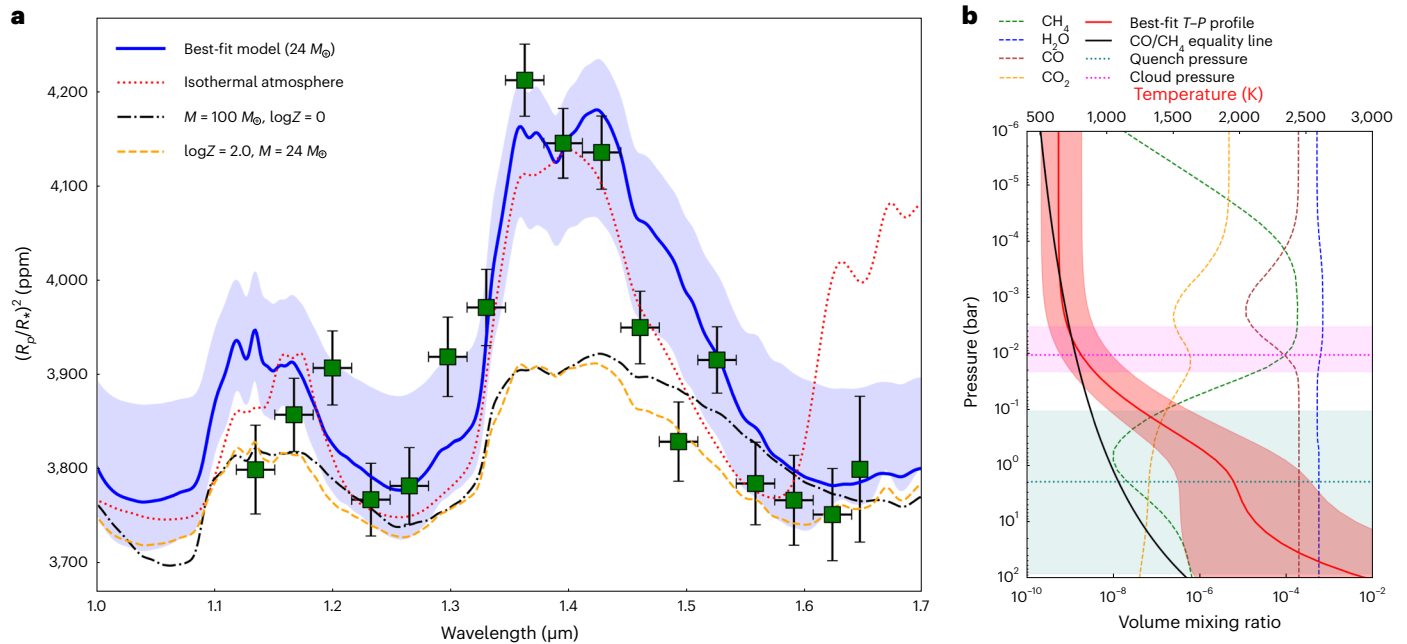 a
Best-fit model (24 M⊙)
Isothermal atmosphere
M = 100 M⊙, logZ = 0
logZ = 2.0, M = 24 M⊙
4,200
4,100
4,000
3,900
3,800
3,700
(Rp/R*)² (ppm)
1.0 1.1 1.2 1.3 1.4 1.5 1.6 1.7
Wavelength (µm)
b
CH₄ Best-fit T–P profile
H₂O CO/CH₄ equality line
CO Quench pressure
CO₂ Cloud pressure
Temperature (K)
500 1,000 1,500 2,000 2,500 3,000
10⁻⁶
10⁻⁵
10⁻⁴
10⁻³
10⁻²
10⁻¹
10⁰
10¹
10²
Pressure (bar)
10⁻¹⁰ 10⁻⁸ 10⁻⁶ 10⁻⁴ 10⁻²
Volume mixing ratio